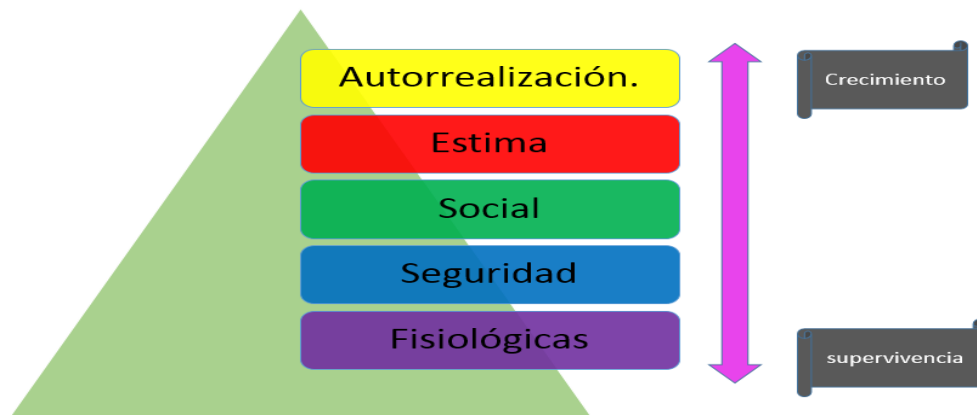 Autorrealización.
Crecimiento
Estima
Social
Seguridad
Fisiológicas
supervivencia